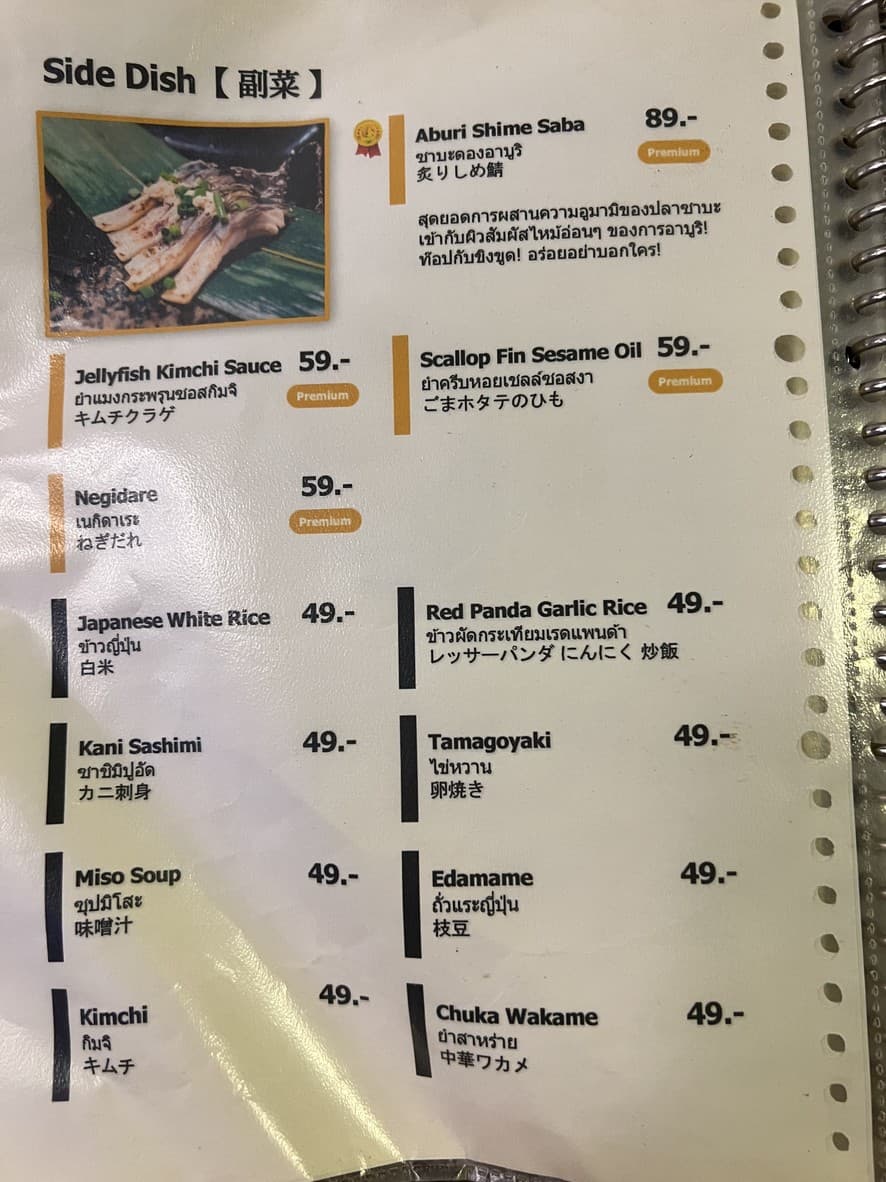 Side Dish【 副菜 】
Aburi Shime Saba 89.-
ซาบะดองอาบูริ Premium
炙りしめ鯖
สุดยอดการผสานความอูมามิของปลาซาบะ
เข้ากับผิวสัมผัสไหม้อ่อนๆ ของการอาบูริ!
ท๊อปกับขิงขูด! อร่อยอย่าบอกใคร!
Jellyfish Kimchi Sauce 59.-
ยำแมงกระพรุนซอสกิมจิ Premium
キムチクラゲ
Scallop Fin Sesame Oil 59.-
ยำครีบหอยเชลล์ซอสงา Premium
ごまホタテのひも
Negidare 59.-
เนกิดาเระ Premium
ねぎだれ
Japanese White Rice 49.-
ข้าวญี่ปุ่น
白米
Red Panda Garlic Rice 49.-
ข้าวผัดกระเทียมเรดแพนด้า
レッサーパンダ にんにく 炒飯
Kani Sashimi 49.-
ซาชิมิปูอัด
カニ刺身
Tamagoyaki 49.-
ไข่หวาน
卵焼き
Miso Soup 49.-
ซุปมิโสะ
味噌汁
Edamame 49.-
ถั่วแระญี่ปุ่น
枝豆
Kimchi 49.-
กิมจิ
キムチ
Chuka Wakame 49.-
ยำสาหร่าย
中華ワカメ